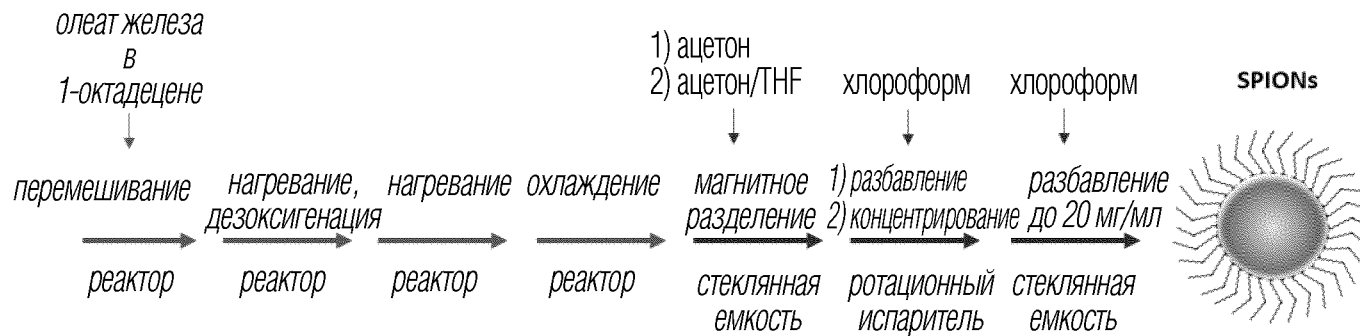 олеат железа
в
1-октадецене
1) ацетон
2) ацетон/THF
хлороформ
хлороформ
SPIONs
перемешивание
нагревание,
дезоксигенация
нагревание
охлаждение
магнитное
разделение
1) разбавление
2) концентрирование
разбавление
до 20 мг/мл
реактор
реактор
реактор
реактор
стеклянная
емкость
ротационный
испаритель
стеклянная
емкость